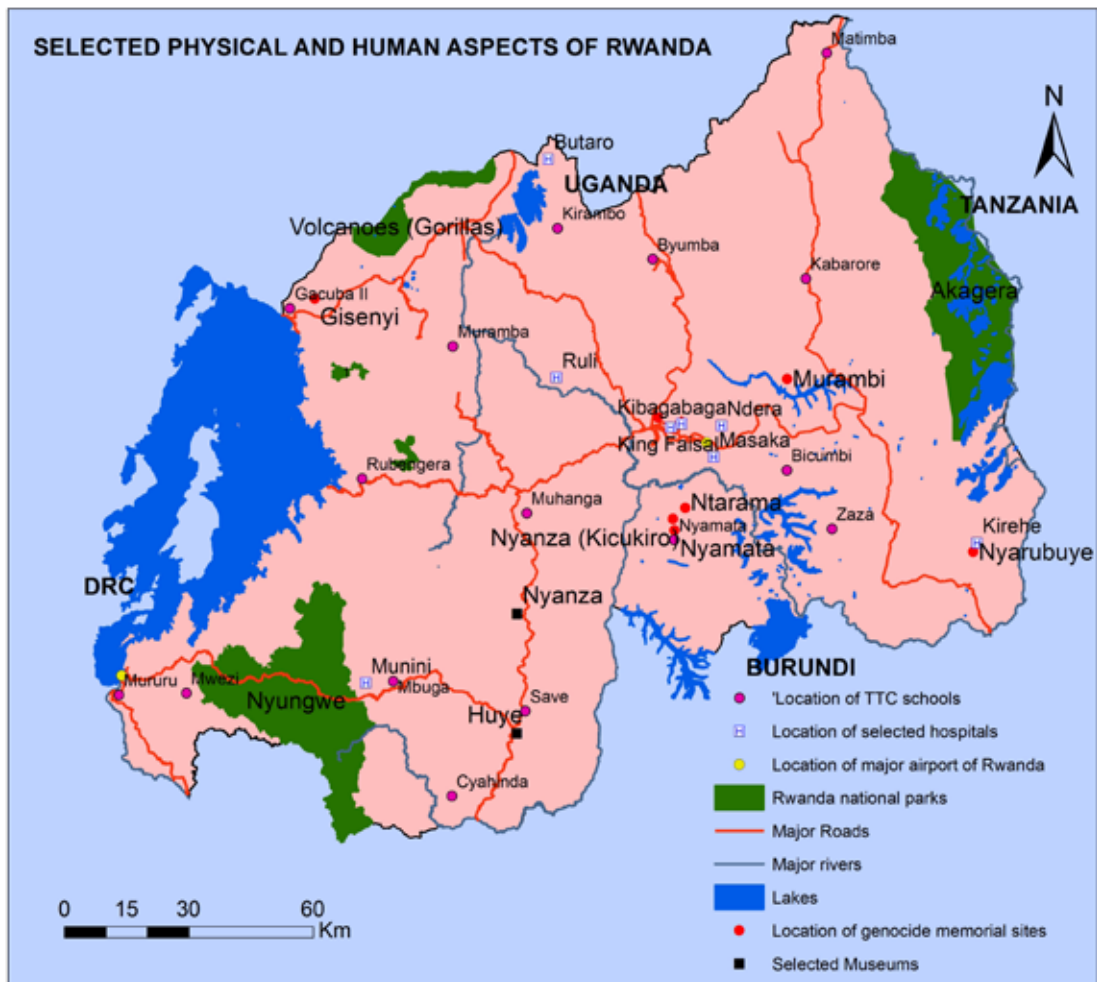 SELECTED PHYSICAL AND HUMAN ASPECTS OF RWANDA
Matimba
N
Butaro
UGANDA
TANZANIA
Kirambo
Volcanoes (Gorillas)
Byumba
Kabarore
Akagera
Gacuba II
Gisenyi
Muramba
Ruli
Murambi
Kibagabaga
Ndera
King Faisal
Masaka
Bicumbi
Rubengera
Muhanga
Ntarama
Zaza
Nyamata
Kirehe
Nyanza (Kicukiro)
Nyamata
Nyarubuye
DRC
Nyanza
BURUNDI
Munini
Mururu
Mwezi
Mbuga
Nyungwe
Save
Huye
Cyahinda
'Location of TTC schools
H Location of selected hospitals
Location of major airport of Rwanda
Rwanda national parks
Major Roads
Major rivers
Lakes
Location of genocide memorial sites
Selected Museums
0 15 30 60
Km